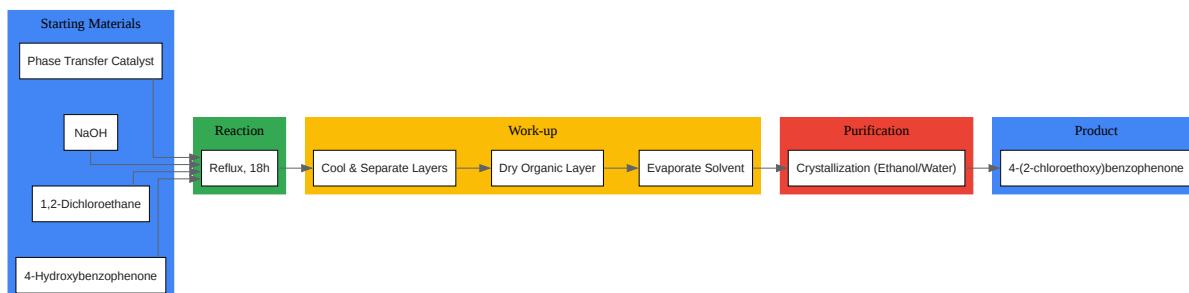 Starting Materials
Phase Transfer Catalyst
NaOH
1,2-Dichloroethane
4-Hydroxybenzophenone
Reaction
Reflux, 18h
Work-up
Cool & Separate Layers
Dry Organic Layer
Evaporate Solvent
Purification
Crystallization (Ethanol/Water)
Product
4-(2-chloroethoxy)benzophenone